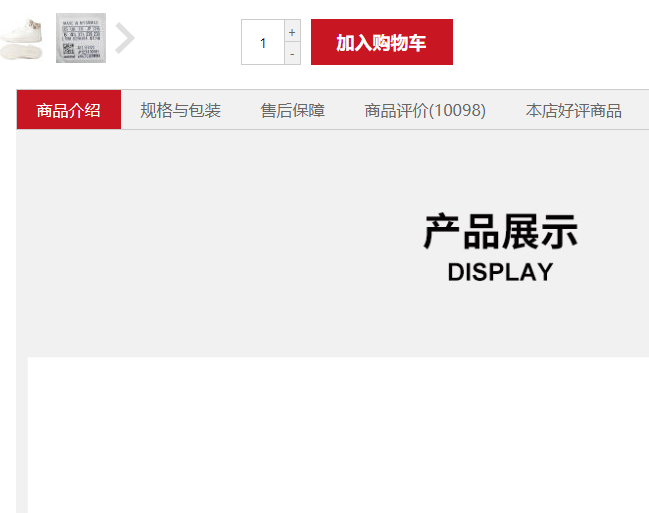 1
+
-
加入购物车
商品介绍
规格与包装
售后保障
商品评价(10098)
本店好评商品
产品展示
DISPLAY